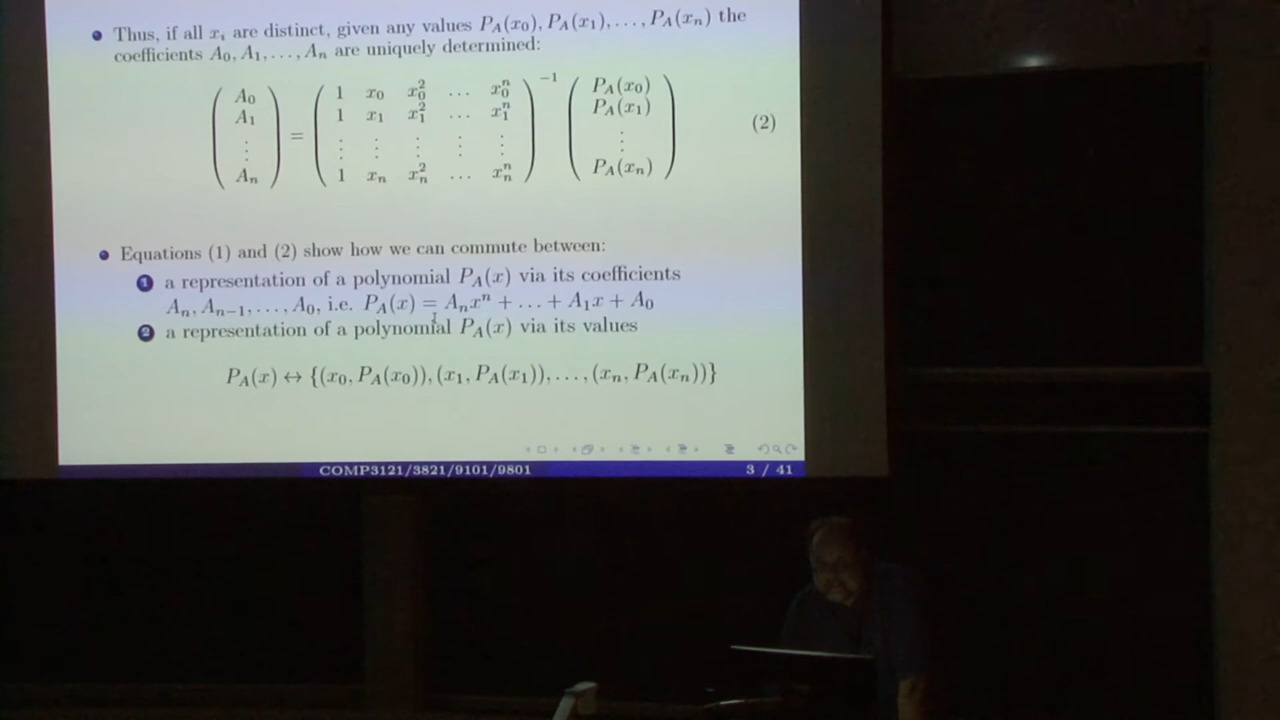 Thus, if all x_i are distinct, given any values P_A(x_0), P_A(x_1), …, P_A(x_n) the
coefficients A_0, A_1, …, A_n are uniquely determined:
( A_0 ) = ( 1 x_0 x_0^2 … x_0^n )^{-1} ( P_A(x_0) )
( A_1 ) ( 1 x_1 x_1^2 … x_1^n ) ( P_A(x_1) ) (2)
( ⋮ ) ( ⋮ ⋮ ⋮ ⋮ ⋮ ) ( ⋮ )
( A_n ) ( 1 x_n x_n^2 … x_n^n ) ( P_A(x_n) )
Equations (1) and (2) show how we can commute between:
1 a representation of a polynomial P_A(x) via its coefficients
A_n, A_{n-1}, …, A_0, i.e. P_A(x) = A_n x^n + … + A_1 x + A_0
2 a representation of a polynomial P_A(x) via its values
P_A(x) ↔ {(x_0, P_A(x_0)), (x_1, P_A(x_1)), …, (x_n, P_A(x_n))}
COMP3121/3821/9101/9801 3 / 41